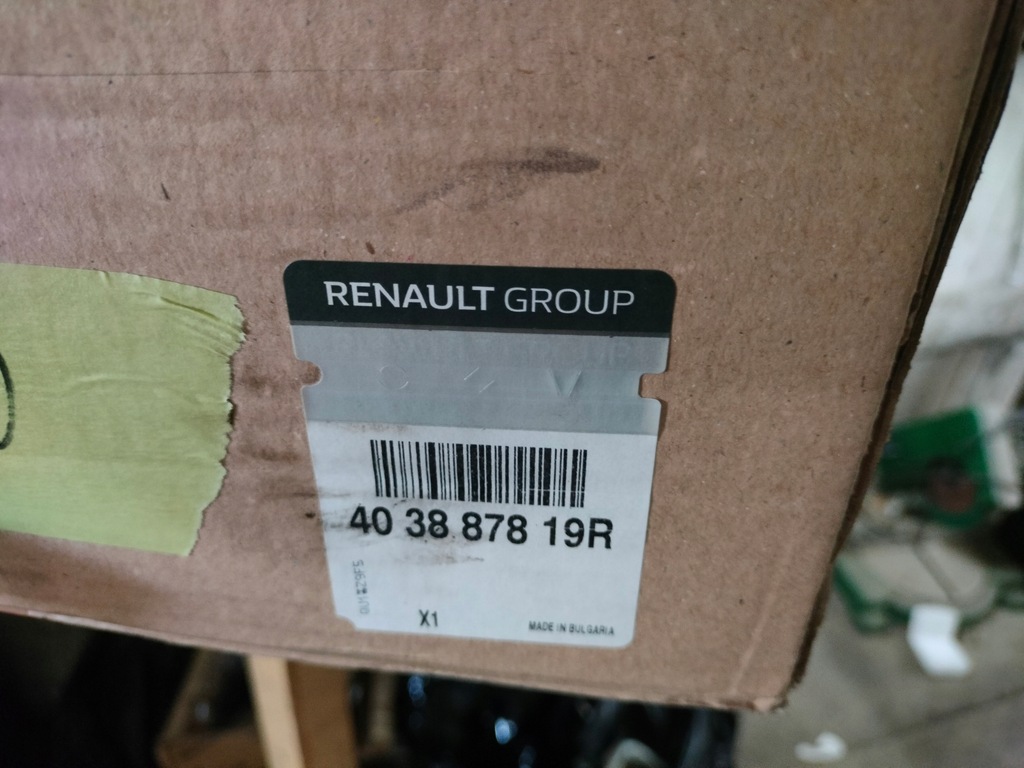 RENAULT GROUP
40 38 878 19R
X1
MADE IN BULGARIA